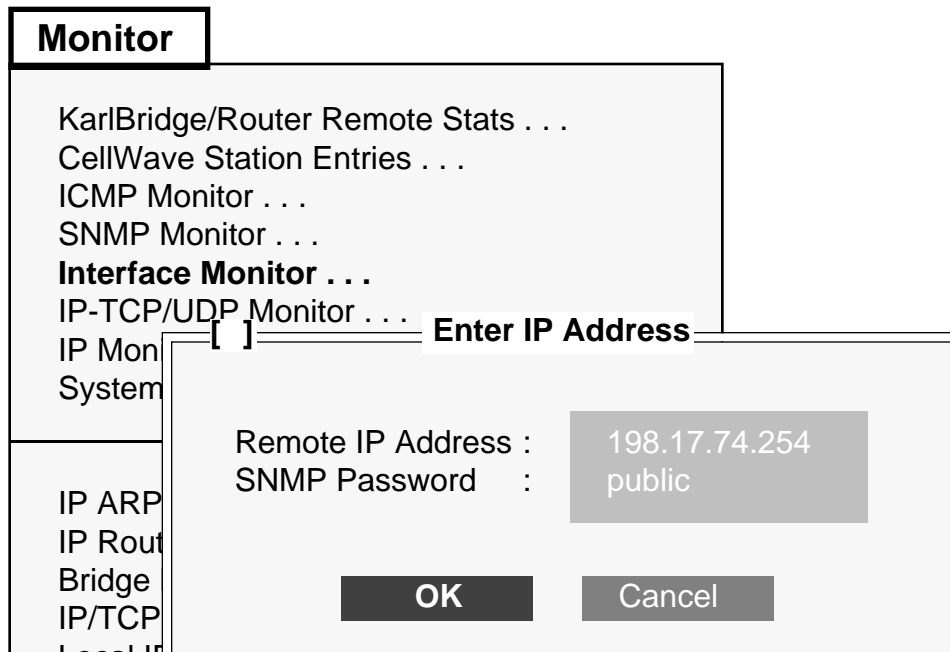 Monitor
KarlBridge/Router Remote Stats . . .
CellWave Station Entries . . .
ICMP Monitor . . .
SNMP Monitor . . .
Interface Monitor . . .
IP-TCP/UDP Monitor . . .
IP Moni
System
IP ARP
IP Rout
Bridge
IP/TCP
[ ] Enter IP Address
Remote IP Address : 198.17.74.254
SNMP Password : public
OK Cancel